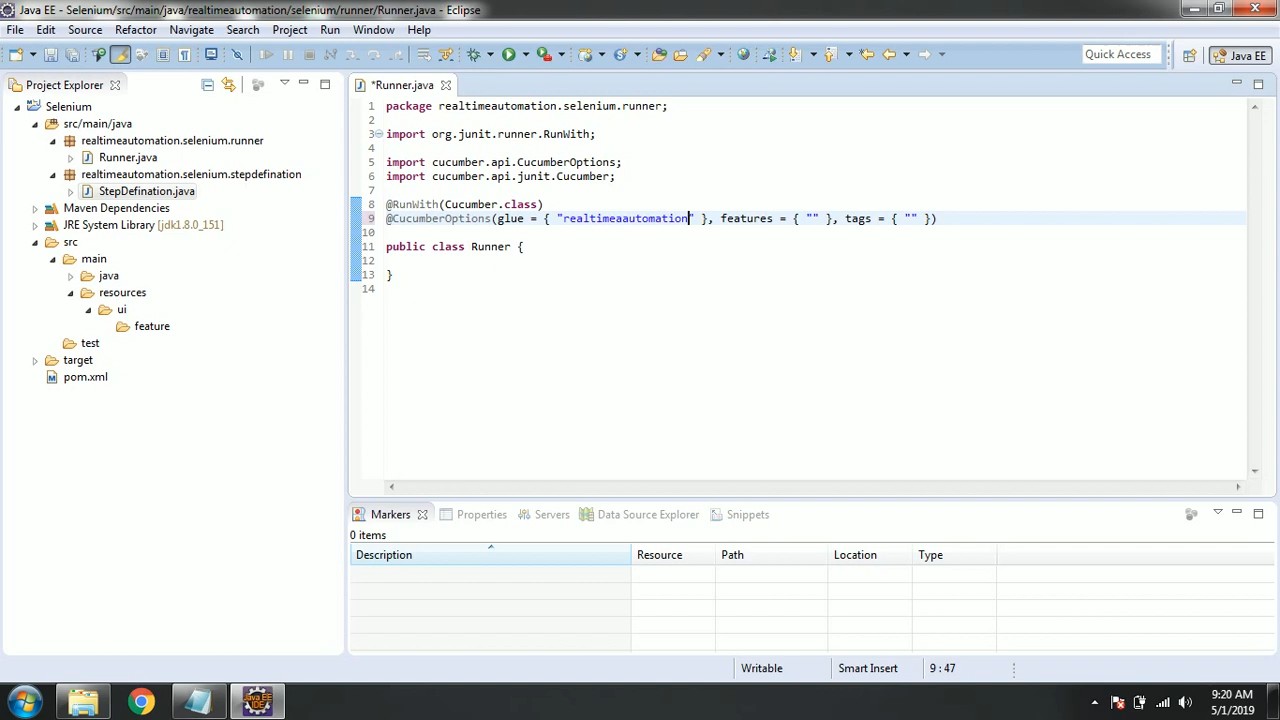 Java EE - Selenium/src/main/java/realtimeautomation/selenium/runner/Runner.java - Eclipse
File Edit Source Refactor Navigate Search Project Run Window Help
Quick Access
Java EE
Project Explorer
Selenium
src/main/java
realtimeautomation.selenium.runner
Runner.java
realtimeautomation.selenium.stepdefination
StepDefination.java
Maven Dependencies
JRE System Library [jdk1.8.0_151]
src
main
java
resources
ui
feature
test
target
pom.xml
*Runner.java
1 package realtimeautomation.selenium.runner;
2
3 import org.junit.runner.RunWith;
4
5 import cucumber.api.CucumberOptions;
6 import cucumber.api.junit.Cucumber;
7
8 @RunWith(Cucumber.class)
9 @CucumberOptions(glue = { "realtimeaautomation" }, features = { "" }, tags = { "" })
10
11 public class Runner {
12
13 }
14
Markers Properties Servers Data Source Explorer Snippets
0 items
Description Resource Path Location Type
Writable Smart Insert 9 : 47
Java EE
IDE
9:20 AM
5/1/2019